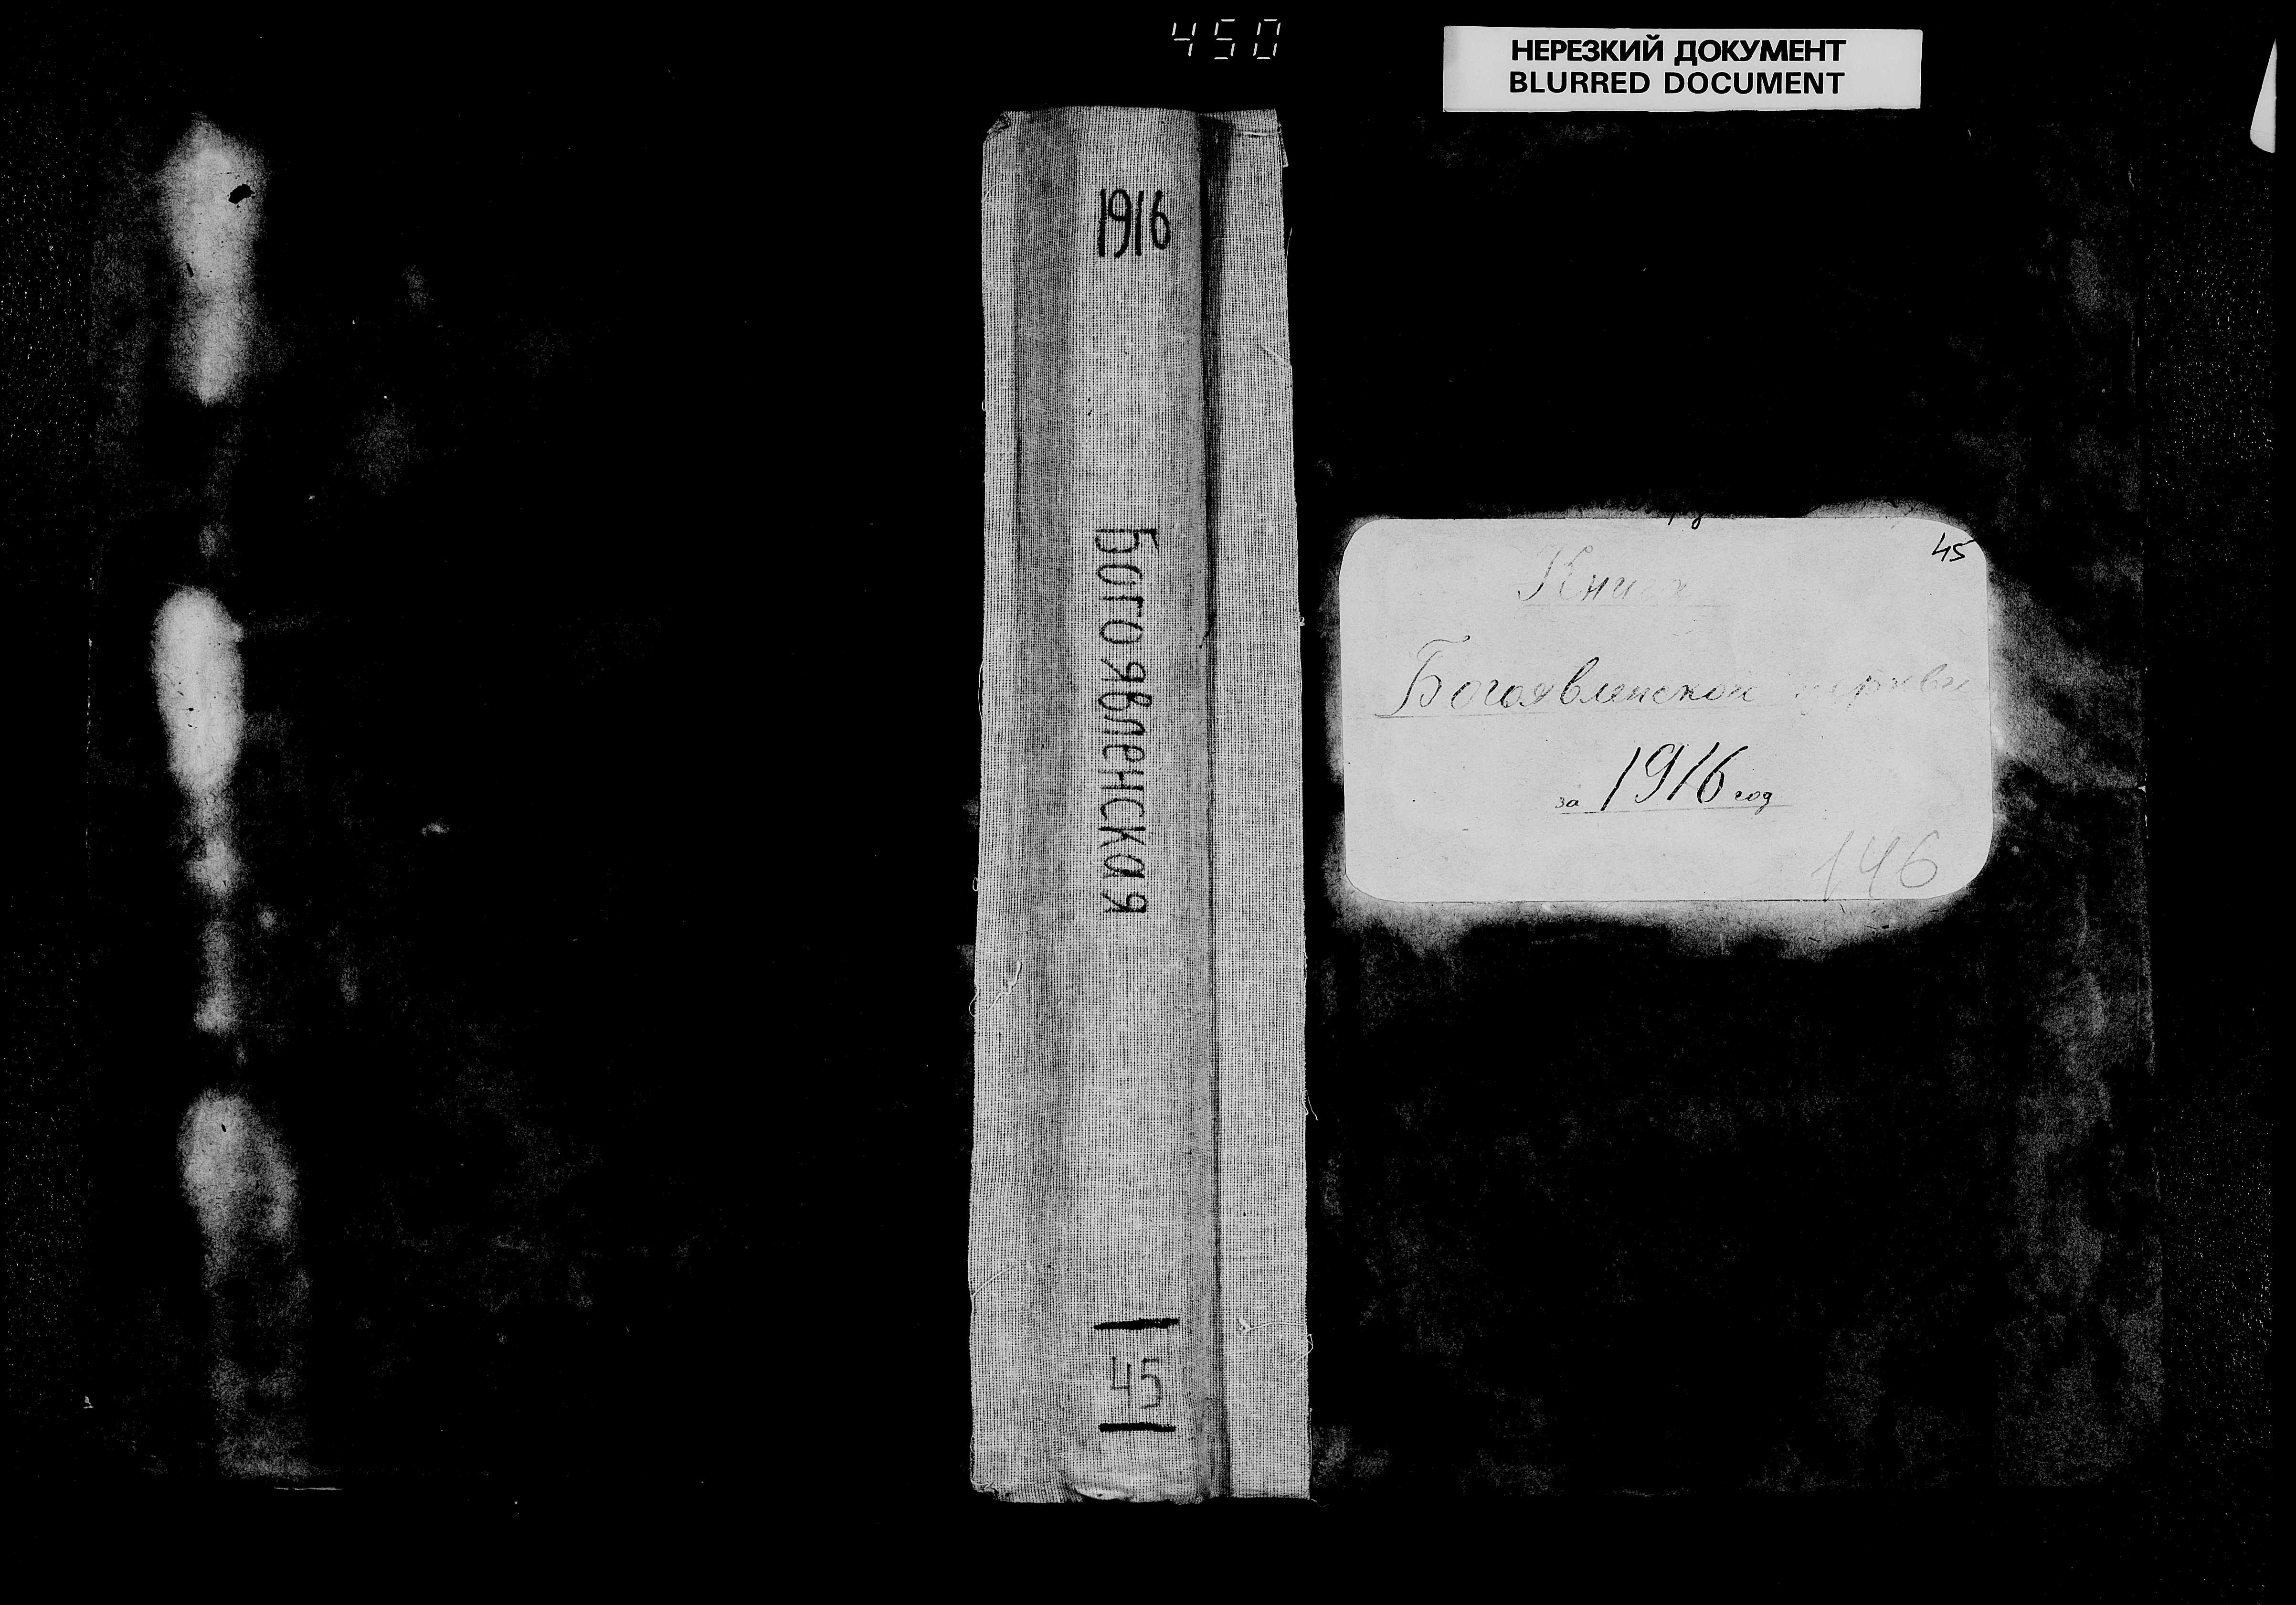 450
НЕРЕЗКИЙ ДОКУМЕНТ
BLURRED DOCUMENT
1916
Богоявленская
45
45
Книга
Богоявленской церкви
за 1916 год
146